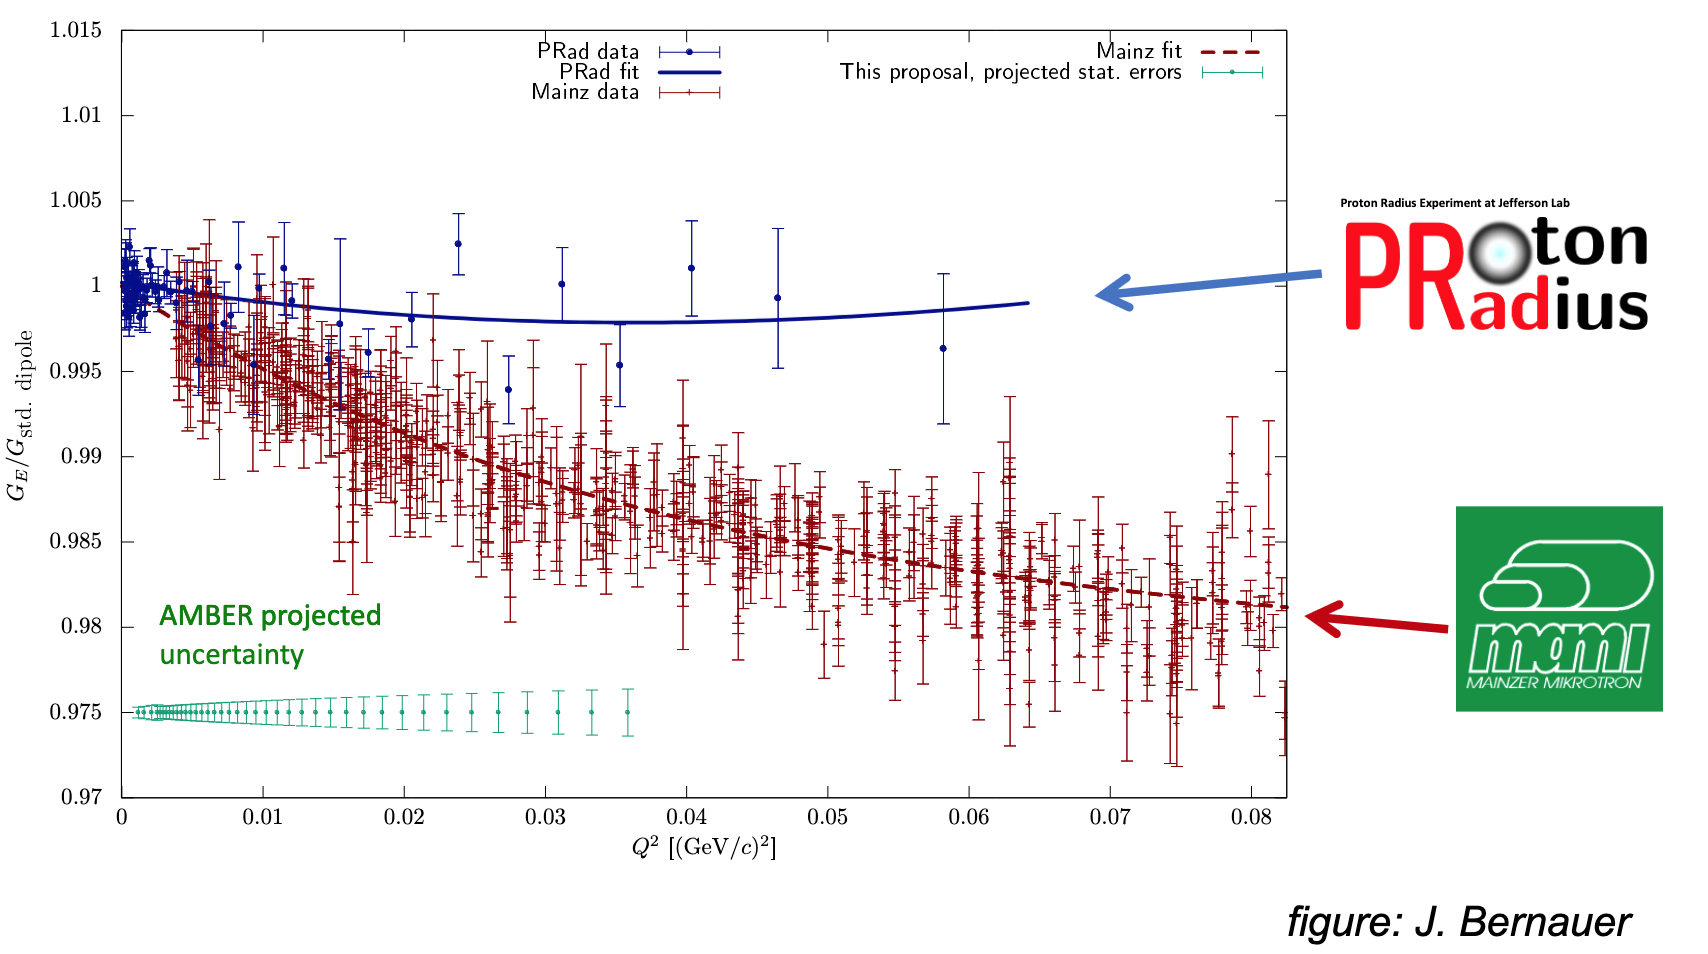 1.015
1.01
1.005
1
0.995
0.99
0.985
0.98
0.975
0.97
G_E/G_std. dipole
PRad data
PRad fit
Mainz data
Mainz fit
This proposal, projected stat. errors
AMBER projected
uncertainty
0 0.01 0.02 0.03 0.04 0.05 0.06 0.07 0.08
Q² [(GeV/c)²]
Proton Radius Experiment at Jefferson Lab
PRoton
Radius
mami
MAINZER MIKROTRON
figure: J. Bernauer